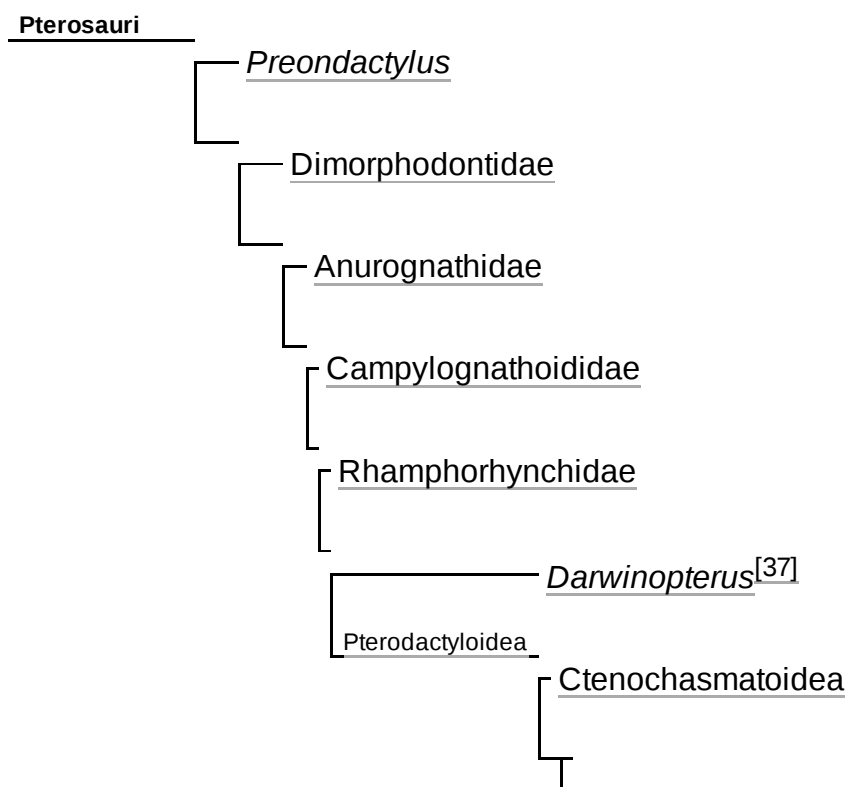 Pterosauri
Preondactylus
Dimorphodontidae
Anurognathidae
Campylognathoididae
Rhamphorhynchidae
Darwinopterus[37]
Pterodactyloidea
Ctenochasmatoidea